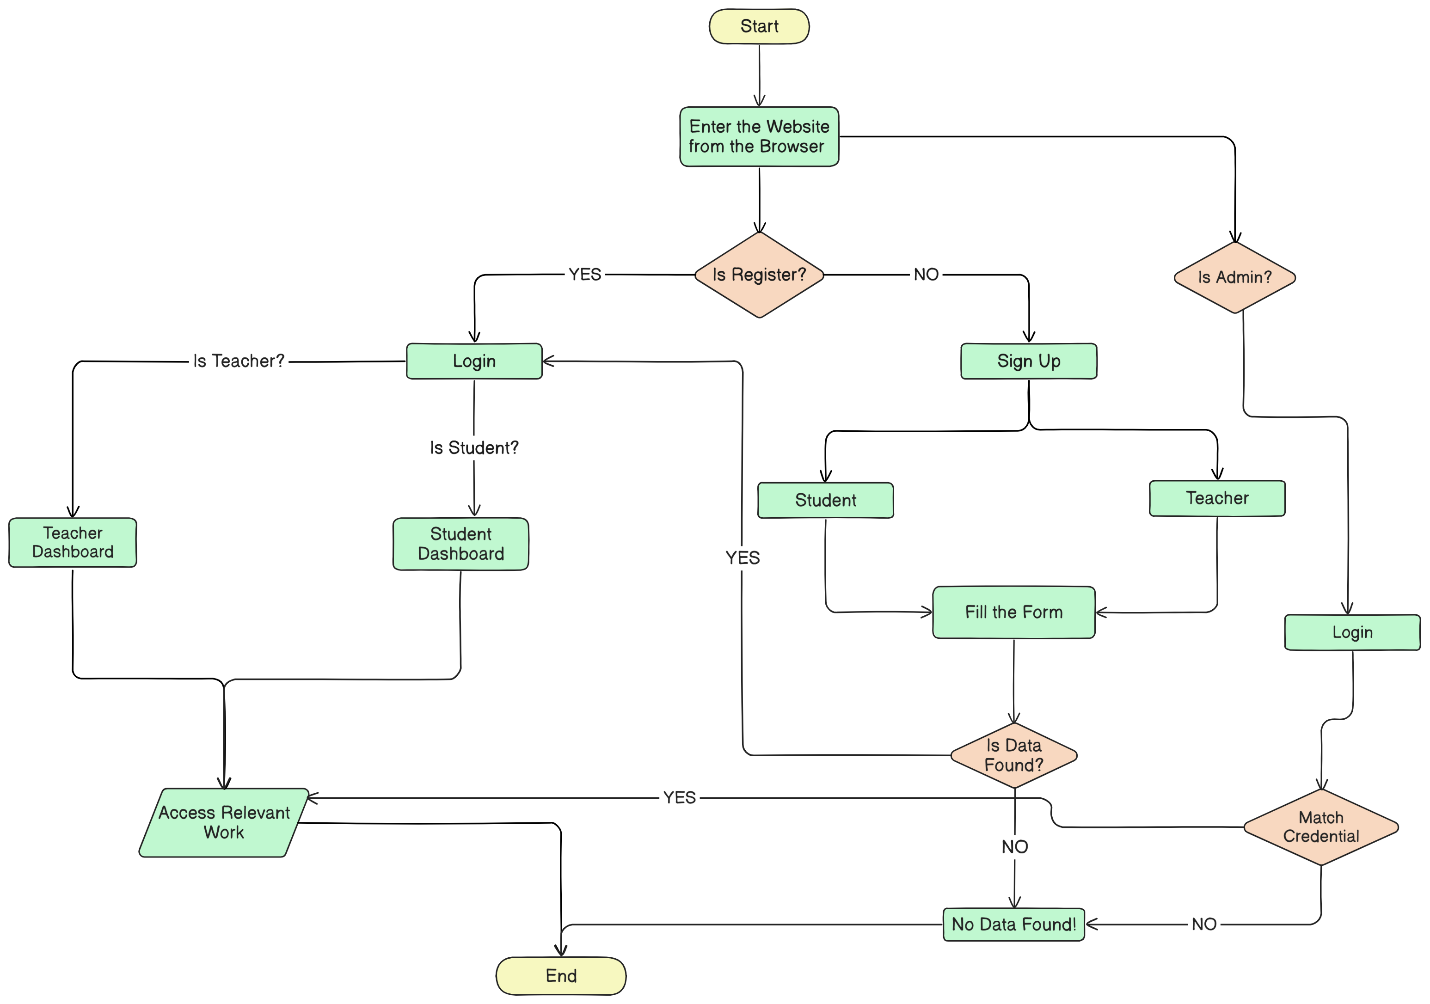 Start
Enter the Website
from the Browser
Is Register?
YES
NO
Is Admin?
Login
Is Teacher?
Sign Up
Is Student?
Student
Teacher
Teacher
Dashboard
Student
Dashboard
YES
Fill the Form
Login
Is Data
Found?
YES
Access Relevant
Work
Match
Credential
NO
No Data Found!
NO
End